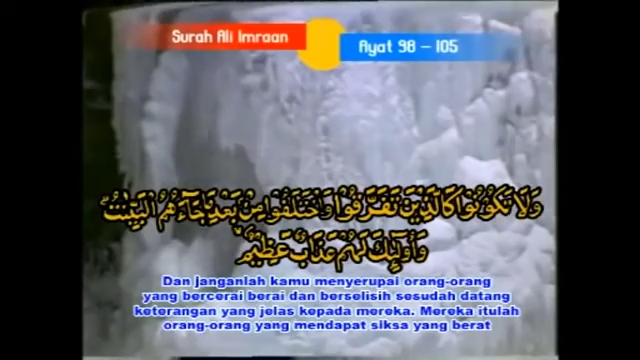 Surah Ali Imraan
Ayat 98 – 105
وَلَا تَكُونُوا كَالَّذِينَ تَفَرَّقُوا وَاخْتَلَفُوا مِنْ بَعْدِ مَا جَاءَهُمُ الْبَيِّنَٰتُ ۚ
وَأُولَٰئِكَ لَهُمْ عَذَابٌ عَظِيمٌ
Dan janganlah kamu menyerupai orang-orang
yang bercerai berai dan berselisih sesudah datang
keterangan yang jelas kepada mereka. Mereka itulah
orang-orang yang mendapat siksa yang berat